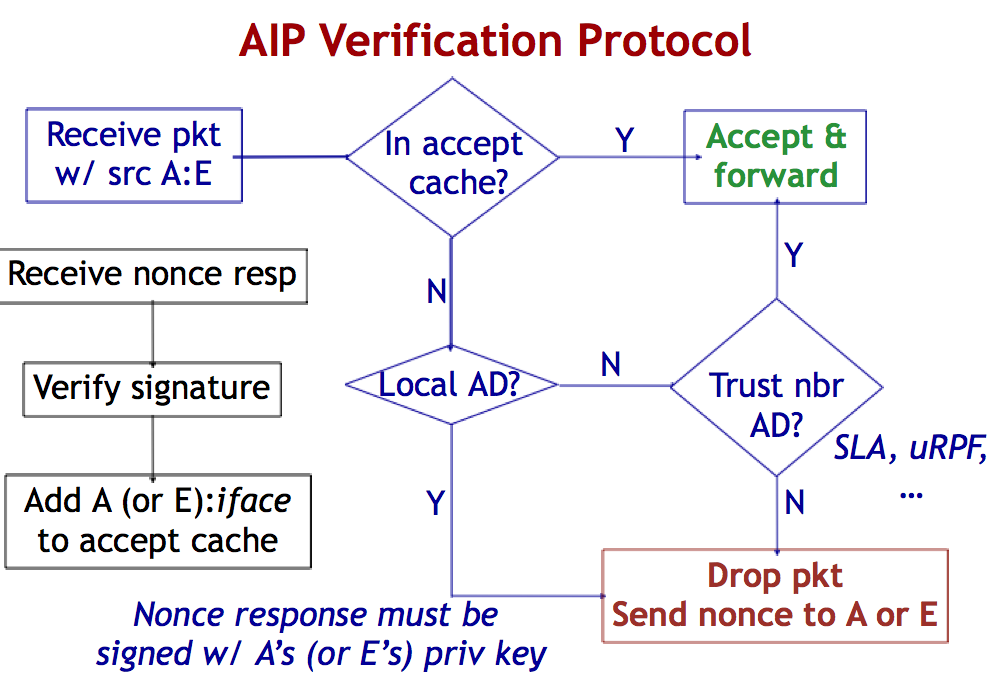 AIP Verification Protocol
Receive pkt
w/ src A:E
In accept
cache?
Y
Accept &
forward
N
Y
Receive nonce resp
Local AD?
N
Trust nbr
AD?
SLA, uRPF,
...
Verify signature
Add A (or E):iface
to accept cache
Y
N
Drop pkt
Send nonce to A or E
Nonce response must be
signed w/ A's (or E's) priv key